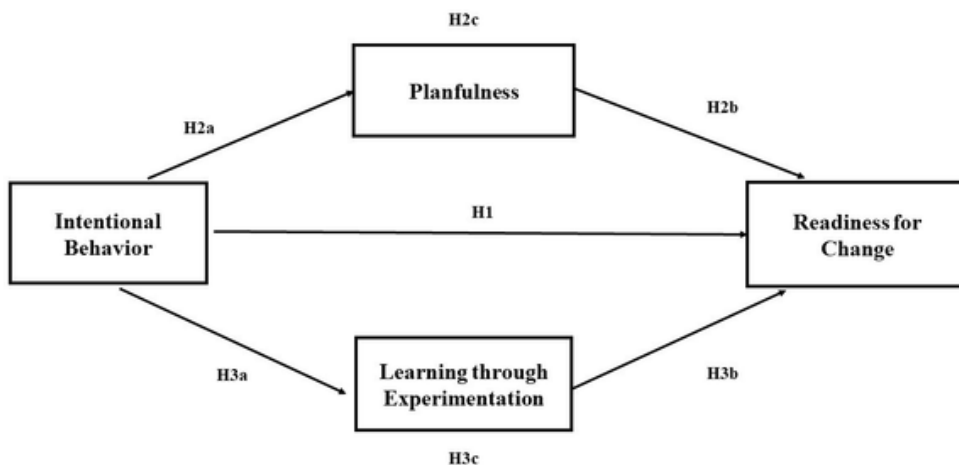 H2c
Planfulness
H2a
H2b
Intentional
Behavior
H1
Readiness for
Change
H3a
Learning through
Experimentation
H3b
H3c